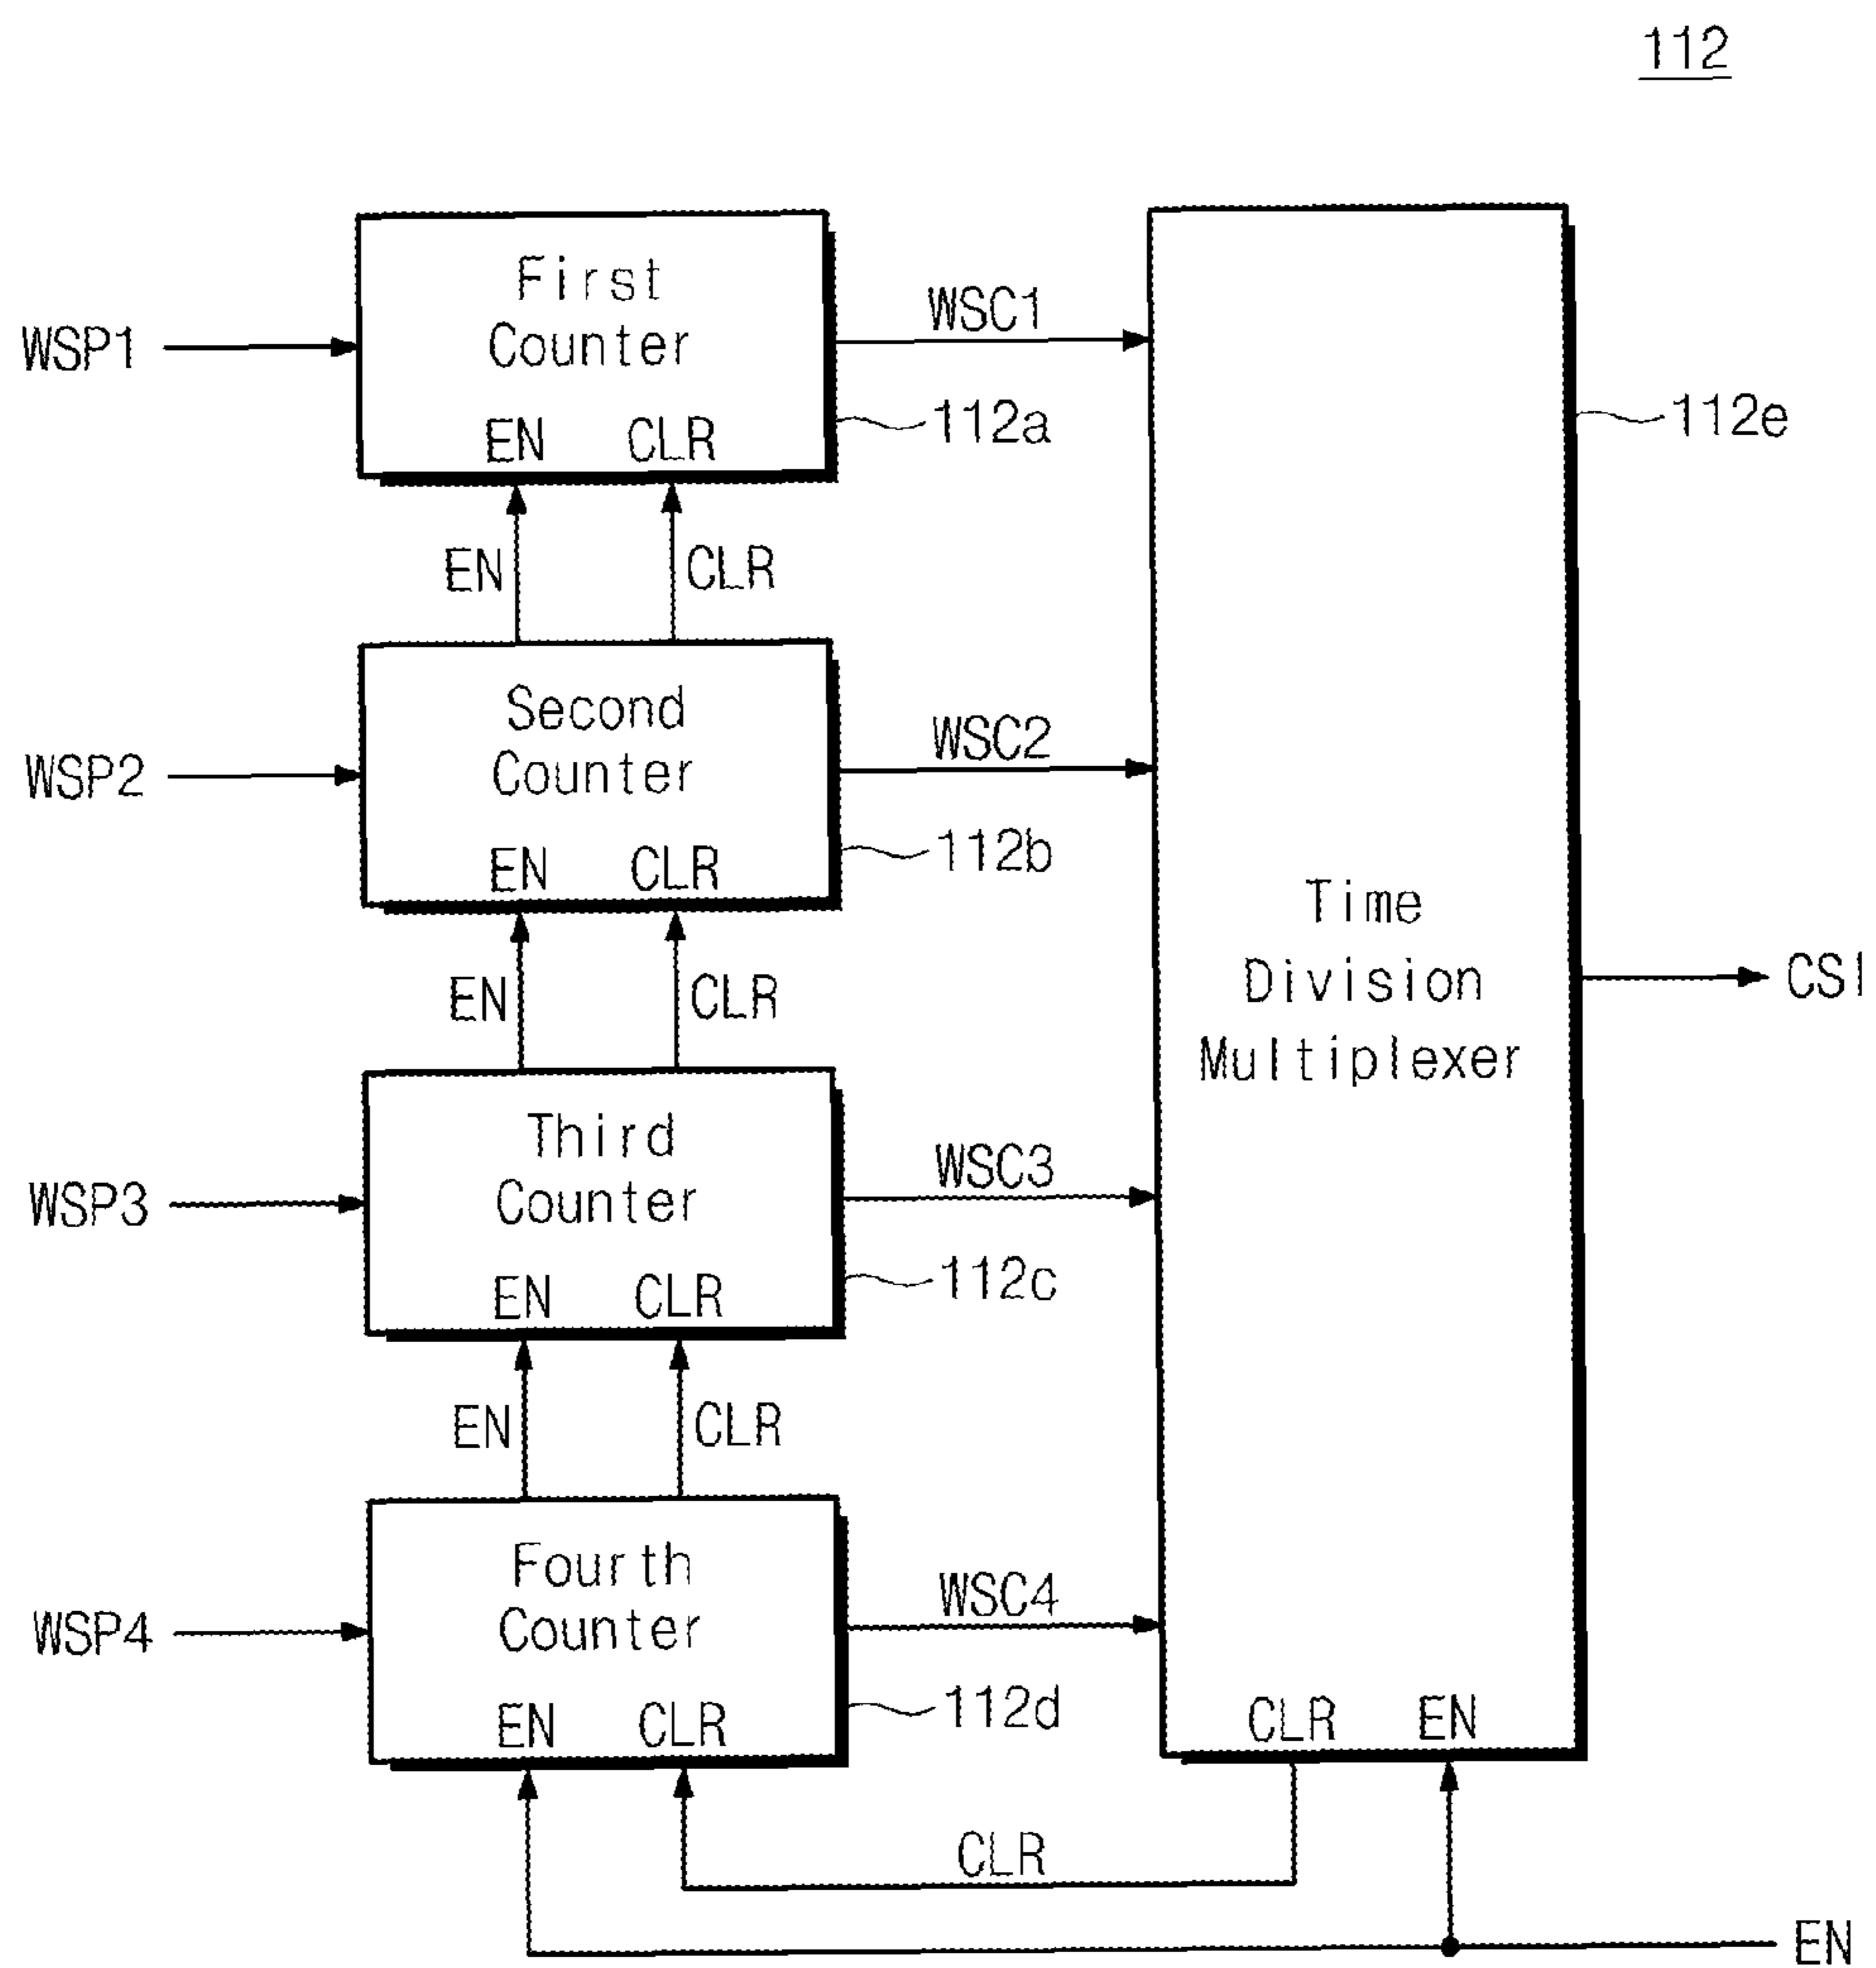 112
First
Counter
WSP1
WSC1
EN CLR
112a
112e
EN CLR
Second
Counter
WSP2
WSC2
EN CLR
112b
Time
Division
Multiplexer
CSI
EN CLR
Third
Counter
WSP3
WSC3
EN CLR
112c
EN CLR
Fourth
Counter
WSP4
WSC4
EN CLR
112d
CLR EN
CLR
EN